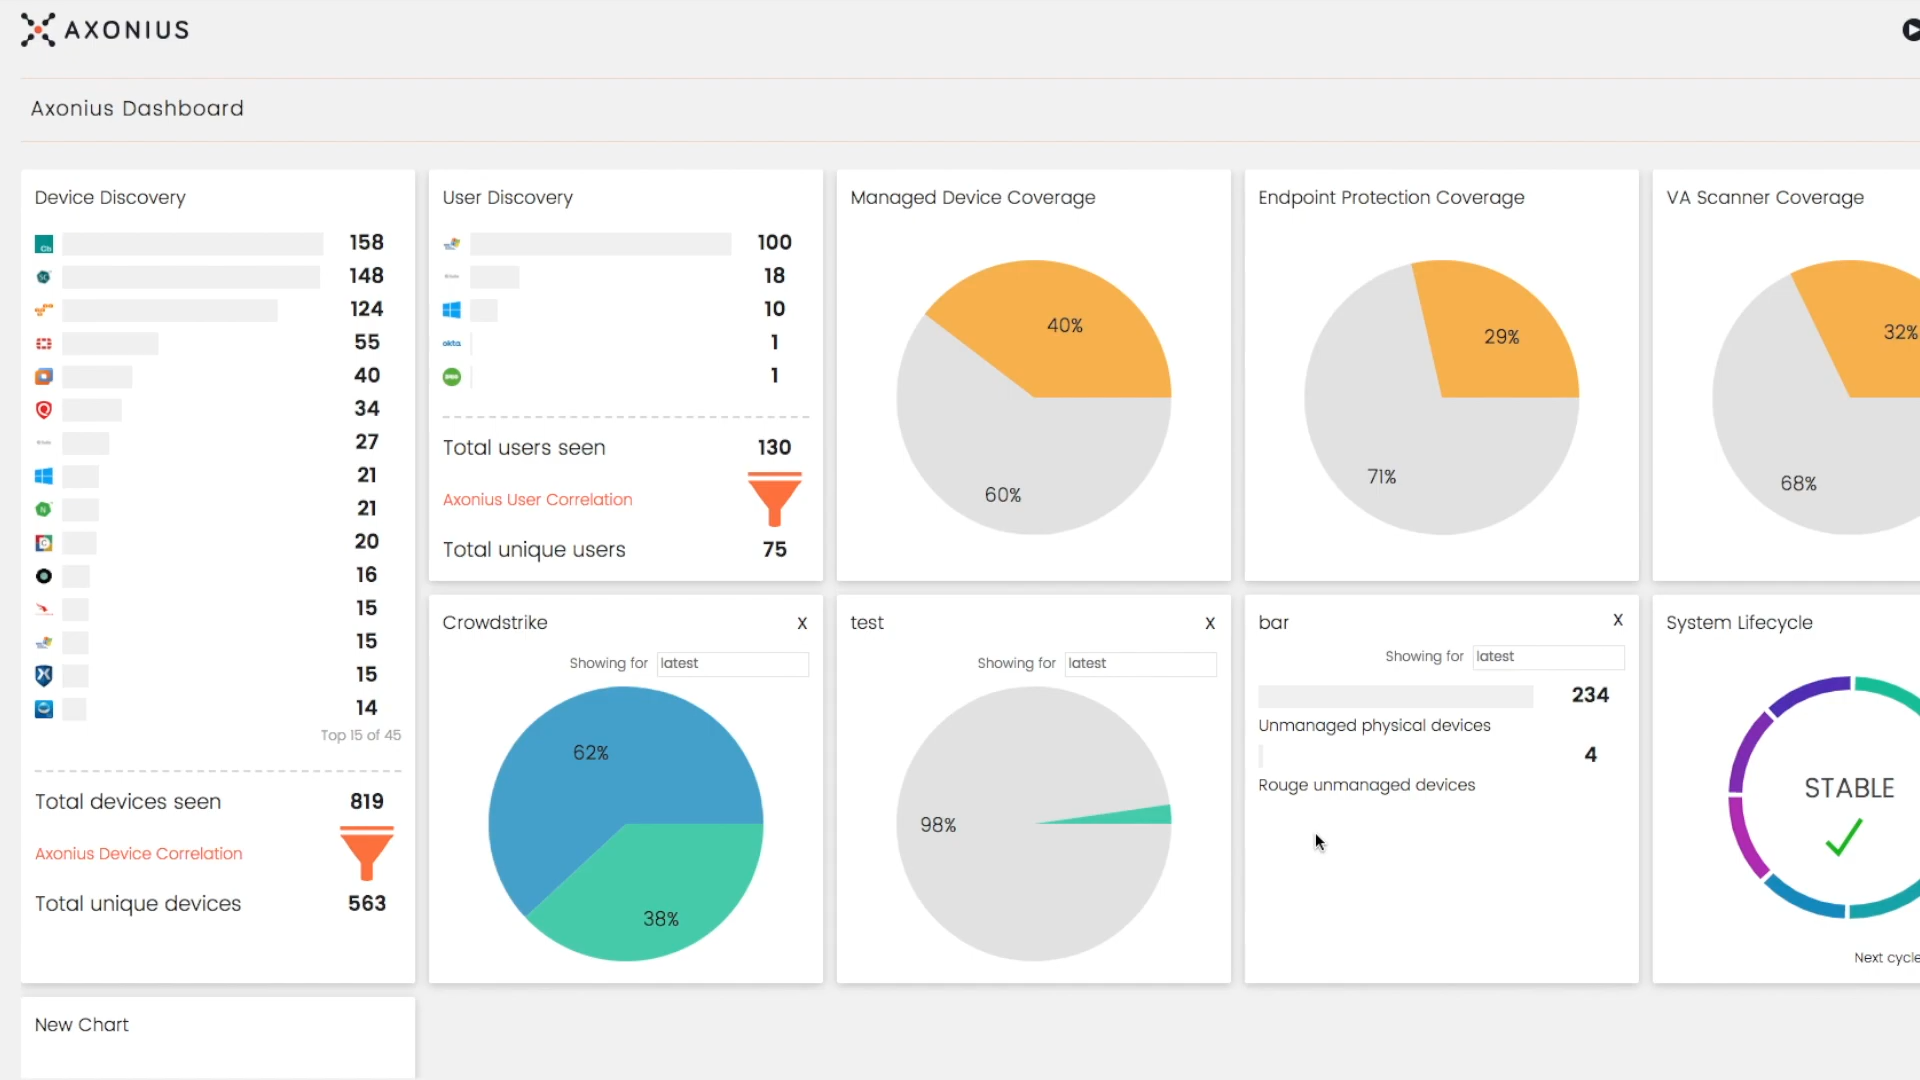 AXONIUS
Axonius Dashboard
Device Discovery
158
148
124
55
40
34
27
21
21
20
16
15
15
15
14
Top 15 of 45
Total devices seen 819
Axonius Device Correlation
Total unique devices 563
User Discovery
100
18
10
okta 1
1
Total users seen 130
Axonius User Correlation
Total unique users 75
Managed Device Coverage
40%
60%
Endpoint Protection Coverage
29%
71%
VA Scanner Coverage
32%
68%
Crowdstrike X
Showing for latest
62%
38%
test X
Showing for latest
98%
bar X
Showing for latest
234
Unmanaged physical devices
4
Rouge unmanaged devices
System Lifecycle
STABLE
Next cycle
New Chart